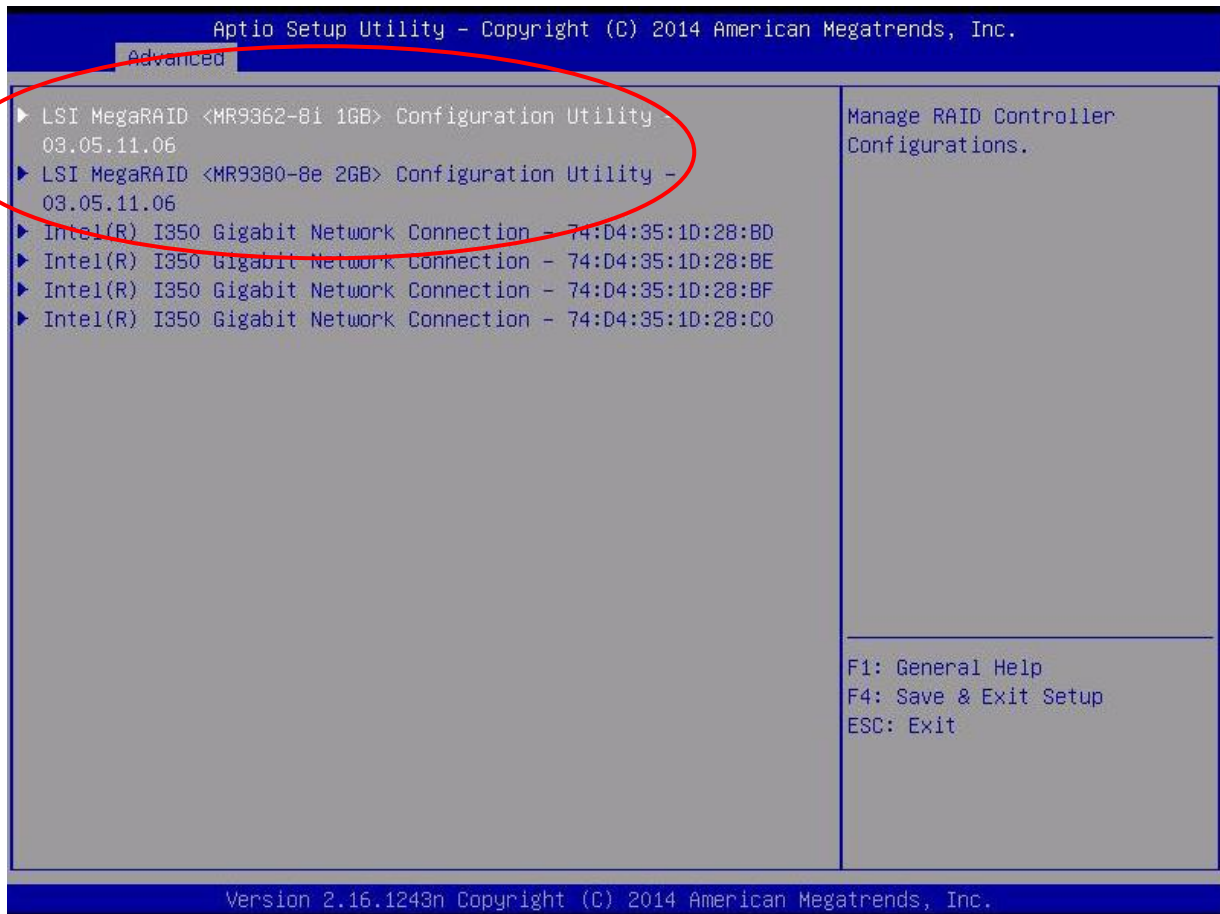 Aptio Setup Utility – Copyright (C) 2014 American Megatrends, Inc.
Advanced
LSI MegaRAID <MR9362-8i 1GB> Configuration Utility -
03.05.11.06
LSI MegaRAID <MR9380-8e 2GB> Configuration Utility -
03.05.11.06
Intel(R) I350 Gigabit Network Connection - 74:D4:35:1D:28:BD
Intel(R) I350 Gigabit Network Connection - 74:D4:35:1D:28:BE
Intel(R) I350 Gigabit Network Connection - 74:D4:35:1D:28:BF
Intel(R) I350 Gigabit Network Connection - 74:D4:35:1D:28:C0
Manage RAID Controller
Configurations.
F1: General Help
F4: Save & Exit Setup
ESC: Exit
Version 2.16.1243n Copyright (C) 2014 American Megatrends, Inc.